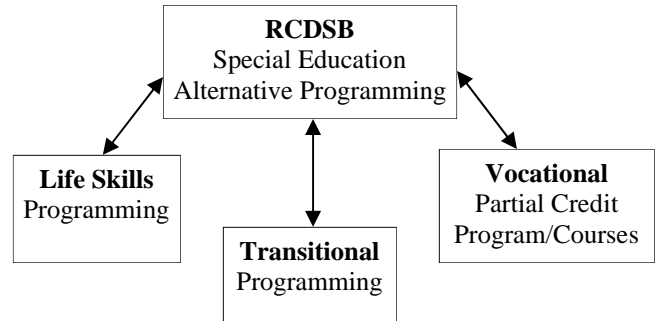 RCDSB
Special Education
Alternative Programming
Life Skills
Programming
Transitional
Programming
Vocational
Partial Credit
Program/Courses